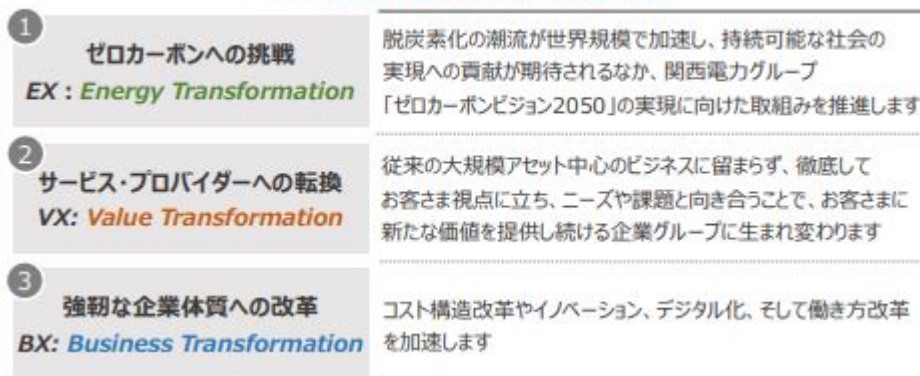 1
ゼロカーボンへの挑戦
EX : Energy Transformation
脱炭素化の潮流が世界規模で加速し、持続可能な社会の
実現への貢献が期待されるなか、関西電力グループ
「ゼロカーボンビジョン2050」の実現に向けた取組みを推進します
2
サービス・プロバイダーへの転換
VX: Value Transformation
従来の大規模アセット中心のビジネスに留まらず、徹底して
お客さま視点に立ち、ニーズや課題と向き合うことで、お客さまに
新たな価値を提供し続ける企業グループに生まれ変わります
3
強靭な企業体質への改革
BX: Business Transformation
コスト構造改革やイノベーション、デジタル化、そして働き方改革
を加速します